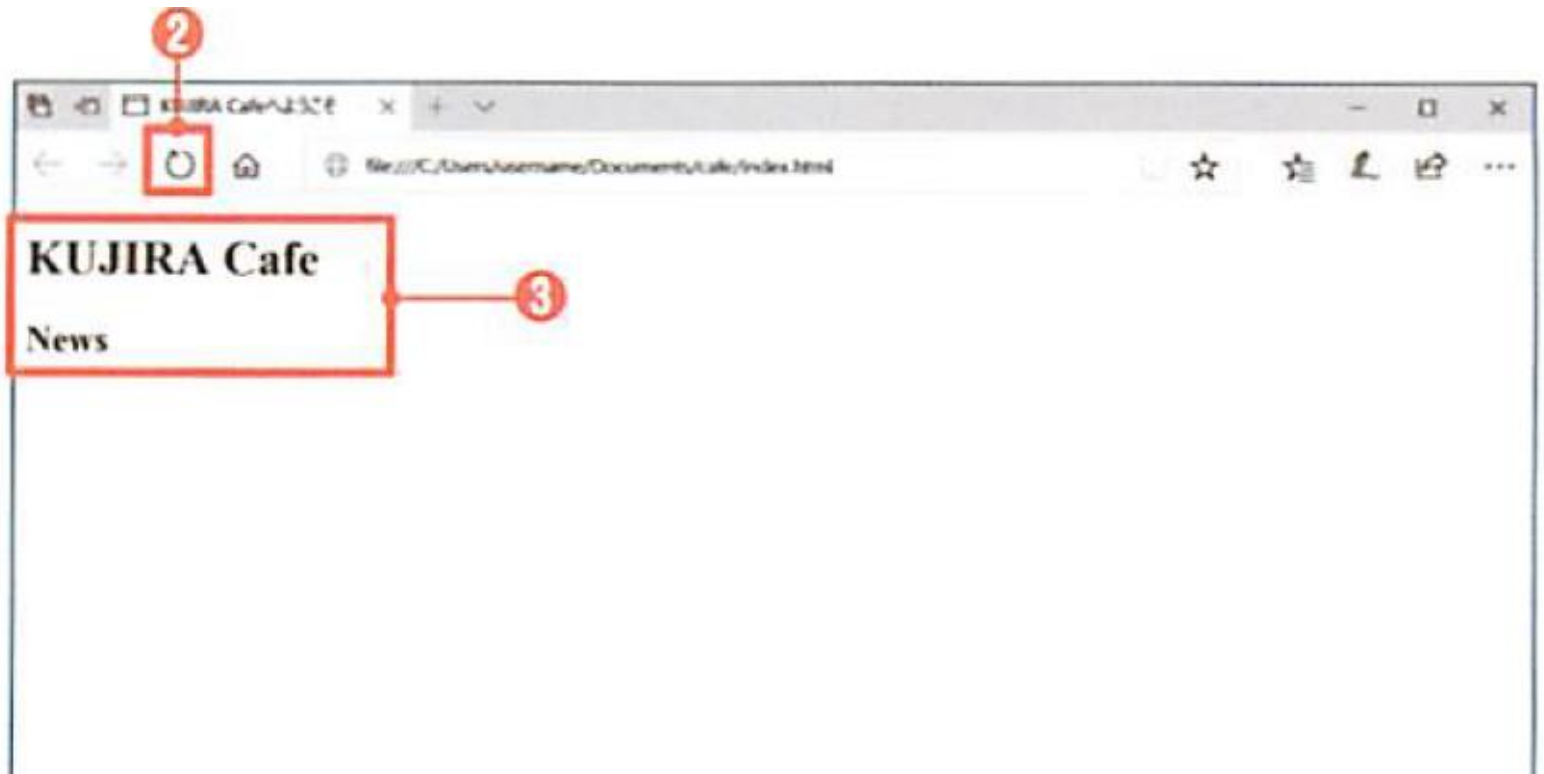 2
KUJIRA Cafeへようこそ
file:///C:/Users/username/Documents/cafe/index.html
KUJIRA Cafe
3
News